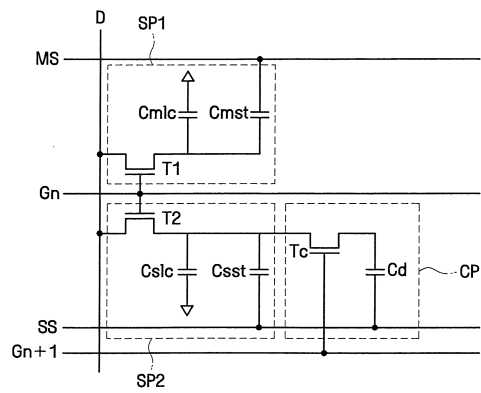 D
SP1
MS
Cmlc
Cmst
T1
Gn
T2
Tc
Cslc
Csst
Cd
CP
SS
Gn+1
SP2